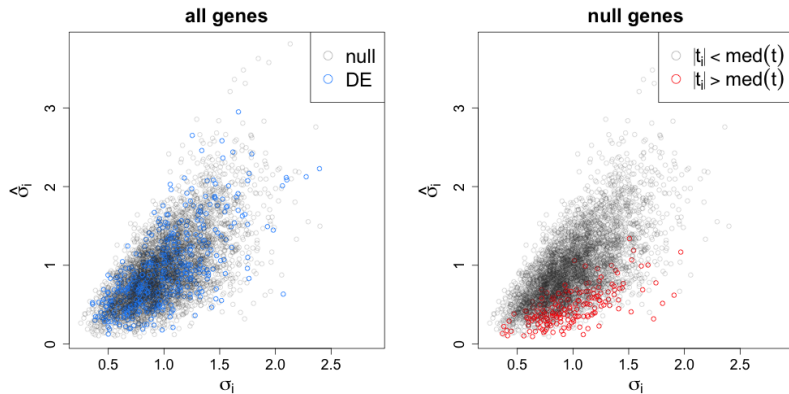 all genes
null
DE
3
2
1
0
σ̂i
0.5 1.0 1.5 2.0 2.5
σi
null genes
|ti| < med(t)
|ti| > med(t)
3
2
1
0
σ̂i
0.5 1.0 1.5 2.0 2.5
σi